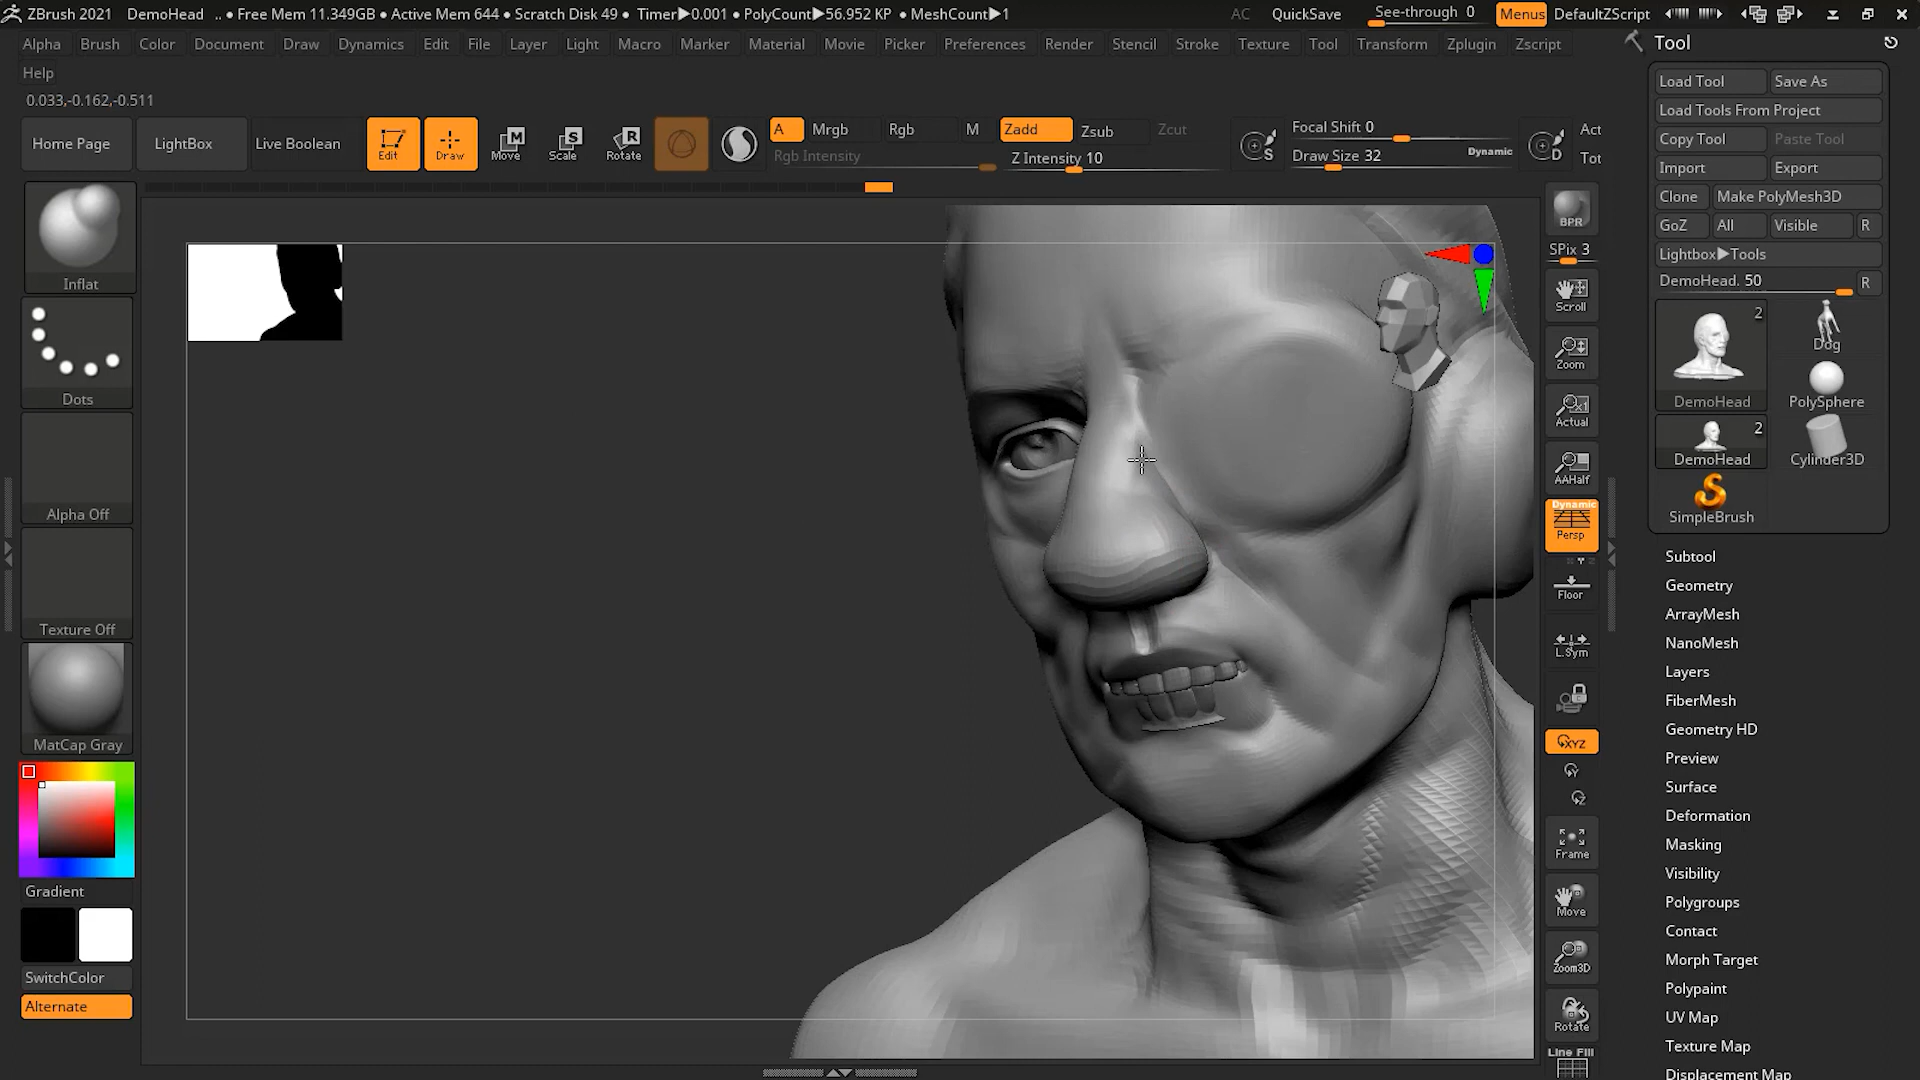 ZBrush 2021 DemoHead .. • Free Mem 11.349GB • Active Mem 644 • Scratch Disk 49 • Timer▶0.001 • PolyCount▶56.952 KP • MeshCount▶1 AC QuickSave See-through 0 Menus DefaultZScript
Alpha Brush Color Document Draw Dynamics Edit File Layer Light Macro Marker Material Movie Picker Preferences Render Stencil Stroke Texture Tool Transform Zplugin Zscript
Help
0.033,-0.162,-0.511
Home Page LightBox Live Boolean Edit Draw Move Scale Rotate
M S R
A Mrgb Rgb M Zadd Zsub Zcut
Rgb Intensity Z Intensity 10
S Focal Shift 0
Draw Size 32 Dynamic
D Act
Tot
Inflat
Dots
Alpha Off
Texture Off
MatCap Gray
Gradient
SwitchColor
Alternate
BPR
SPix 3
Scroll
Zoom
x1
Actual
AAHalf
Dynamic
Persp
Floor
L.Sym
XYZ
Y
Z
Frame
Move
Zoom3D
Rotate
Line Fill
Tool
Load Tool Save As
Load Tools From Project
Copy Tool Paste Tool
Import Export
Clone Make PolyMesh3D
GoZ All Visible R
Lightbox▶Tools
DemoHead. 50 R
2
DemoHead
Dog
PolySphere
2
DemoHead
Cylinder3D
SimpleBrush
Subtool
Geometry
ArrayMesh
NanoMesh
Layers
FiberMesh
Geometry HD
Preview
Surface
Deformation
Masking
Visibility
Polygroups
Contact
Morph Target
Polypaint
UV Map
Texture Map
Displacement Map